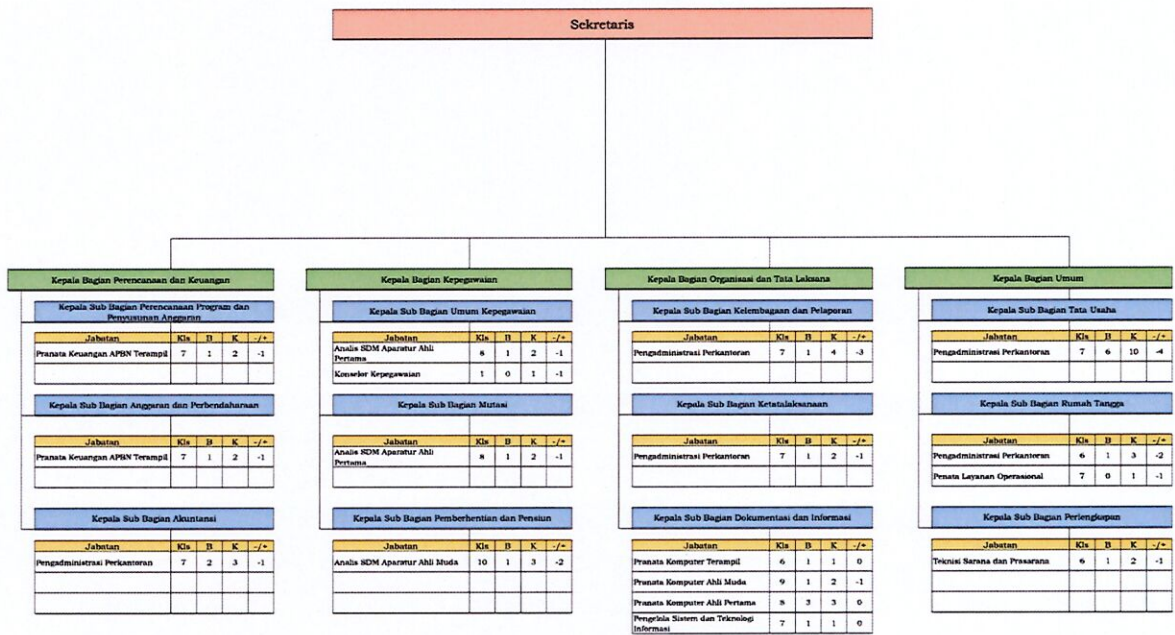 Sekretaris
Kepala Bagian Perencanaan dan Keuangan
Kepala Sub Bagian Perencanaan Program dan
Penyusunan Anggaran
Jabatan Kls B K -/+
Pranata Keuangan APBN Terampil 7 1 2 -1
Kepala Sub Bagian Anggaran dan Perbendaharaan
Jabatan Kls B K -/+
Pranata Keuangan APBN Terampil 7 1 2 -1
Kepala Sub Bagian Akuntansi
Jabatan Kls B K -/+
Pengadministrasi Perkantoran 7 2 3 -1
Kepala Bagian Kepegawaian
Kepala Sub Bagian Umum Kepegawaian
Jabatan Kls B K -/+
Analis SDM Aparatur Ahli
Pertama 8 1 2 -1
Konselor Kepegawaian 1 0 1 -1
Kepala Sub Bagian Mutasi
Jabatan Kls B K -/+
Analis SDM Aparatur Ahli
Pertama 8 1 2 -1
Kepala Sub Bagian Pemberhentian dan Pensiun
Jabatan Kls B K -/+
Analis SDM Aparatur Ahli Muda 10 1 3 -2
Kepala Bagian Organisasi dan Tata Laksana
Kepala Sub Bagian Kelembagaan dan Pelaporan
Jabatan Kls B K -/+
Pengadministrasi Perkantoran 7 1 4 -3
Kepala Sub Bagian Ketatalaksanaan
Jabatan Kls B K -/+
Pengadministrasi Perkantoran 7 1 2 -1
Kepala Sub Bagian Dokumentasi dan Informasi
Jabatan Kls B K -/+
Pranata Komputer Terampil 6 1 1 0
Pranata Komputer Ahli Muda 9 1 2 -1
Pranata Komputer Ahli Pertama 8 3 3 0
Pengelola Sistem dan Teknologi
Informasi 7 1 1 0
Kepala Bagian Umum
Kepala Sub Bagian Tata Usaha
Jabatan Kls B K -/+
Pengadministrasi Perkantoran 7 6 10 -4
Kepala Sub Bagian Rumah Tangga
Jabatan Kls B K -/+
Pengadministrasi Perkantoran 6 1 3 -2
Penata Layanan Operasional 7 0 1 -1
Kepala Sub Bagian Perlengkapan
Jabatan Kls B K -/+
Teknisi Sarana dan Prasarana 6 1 2 -1